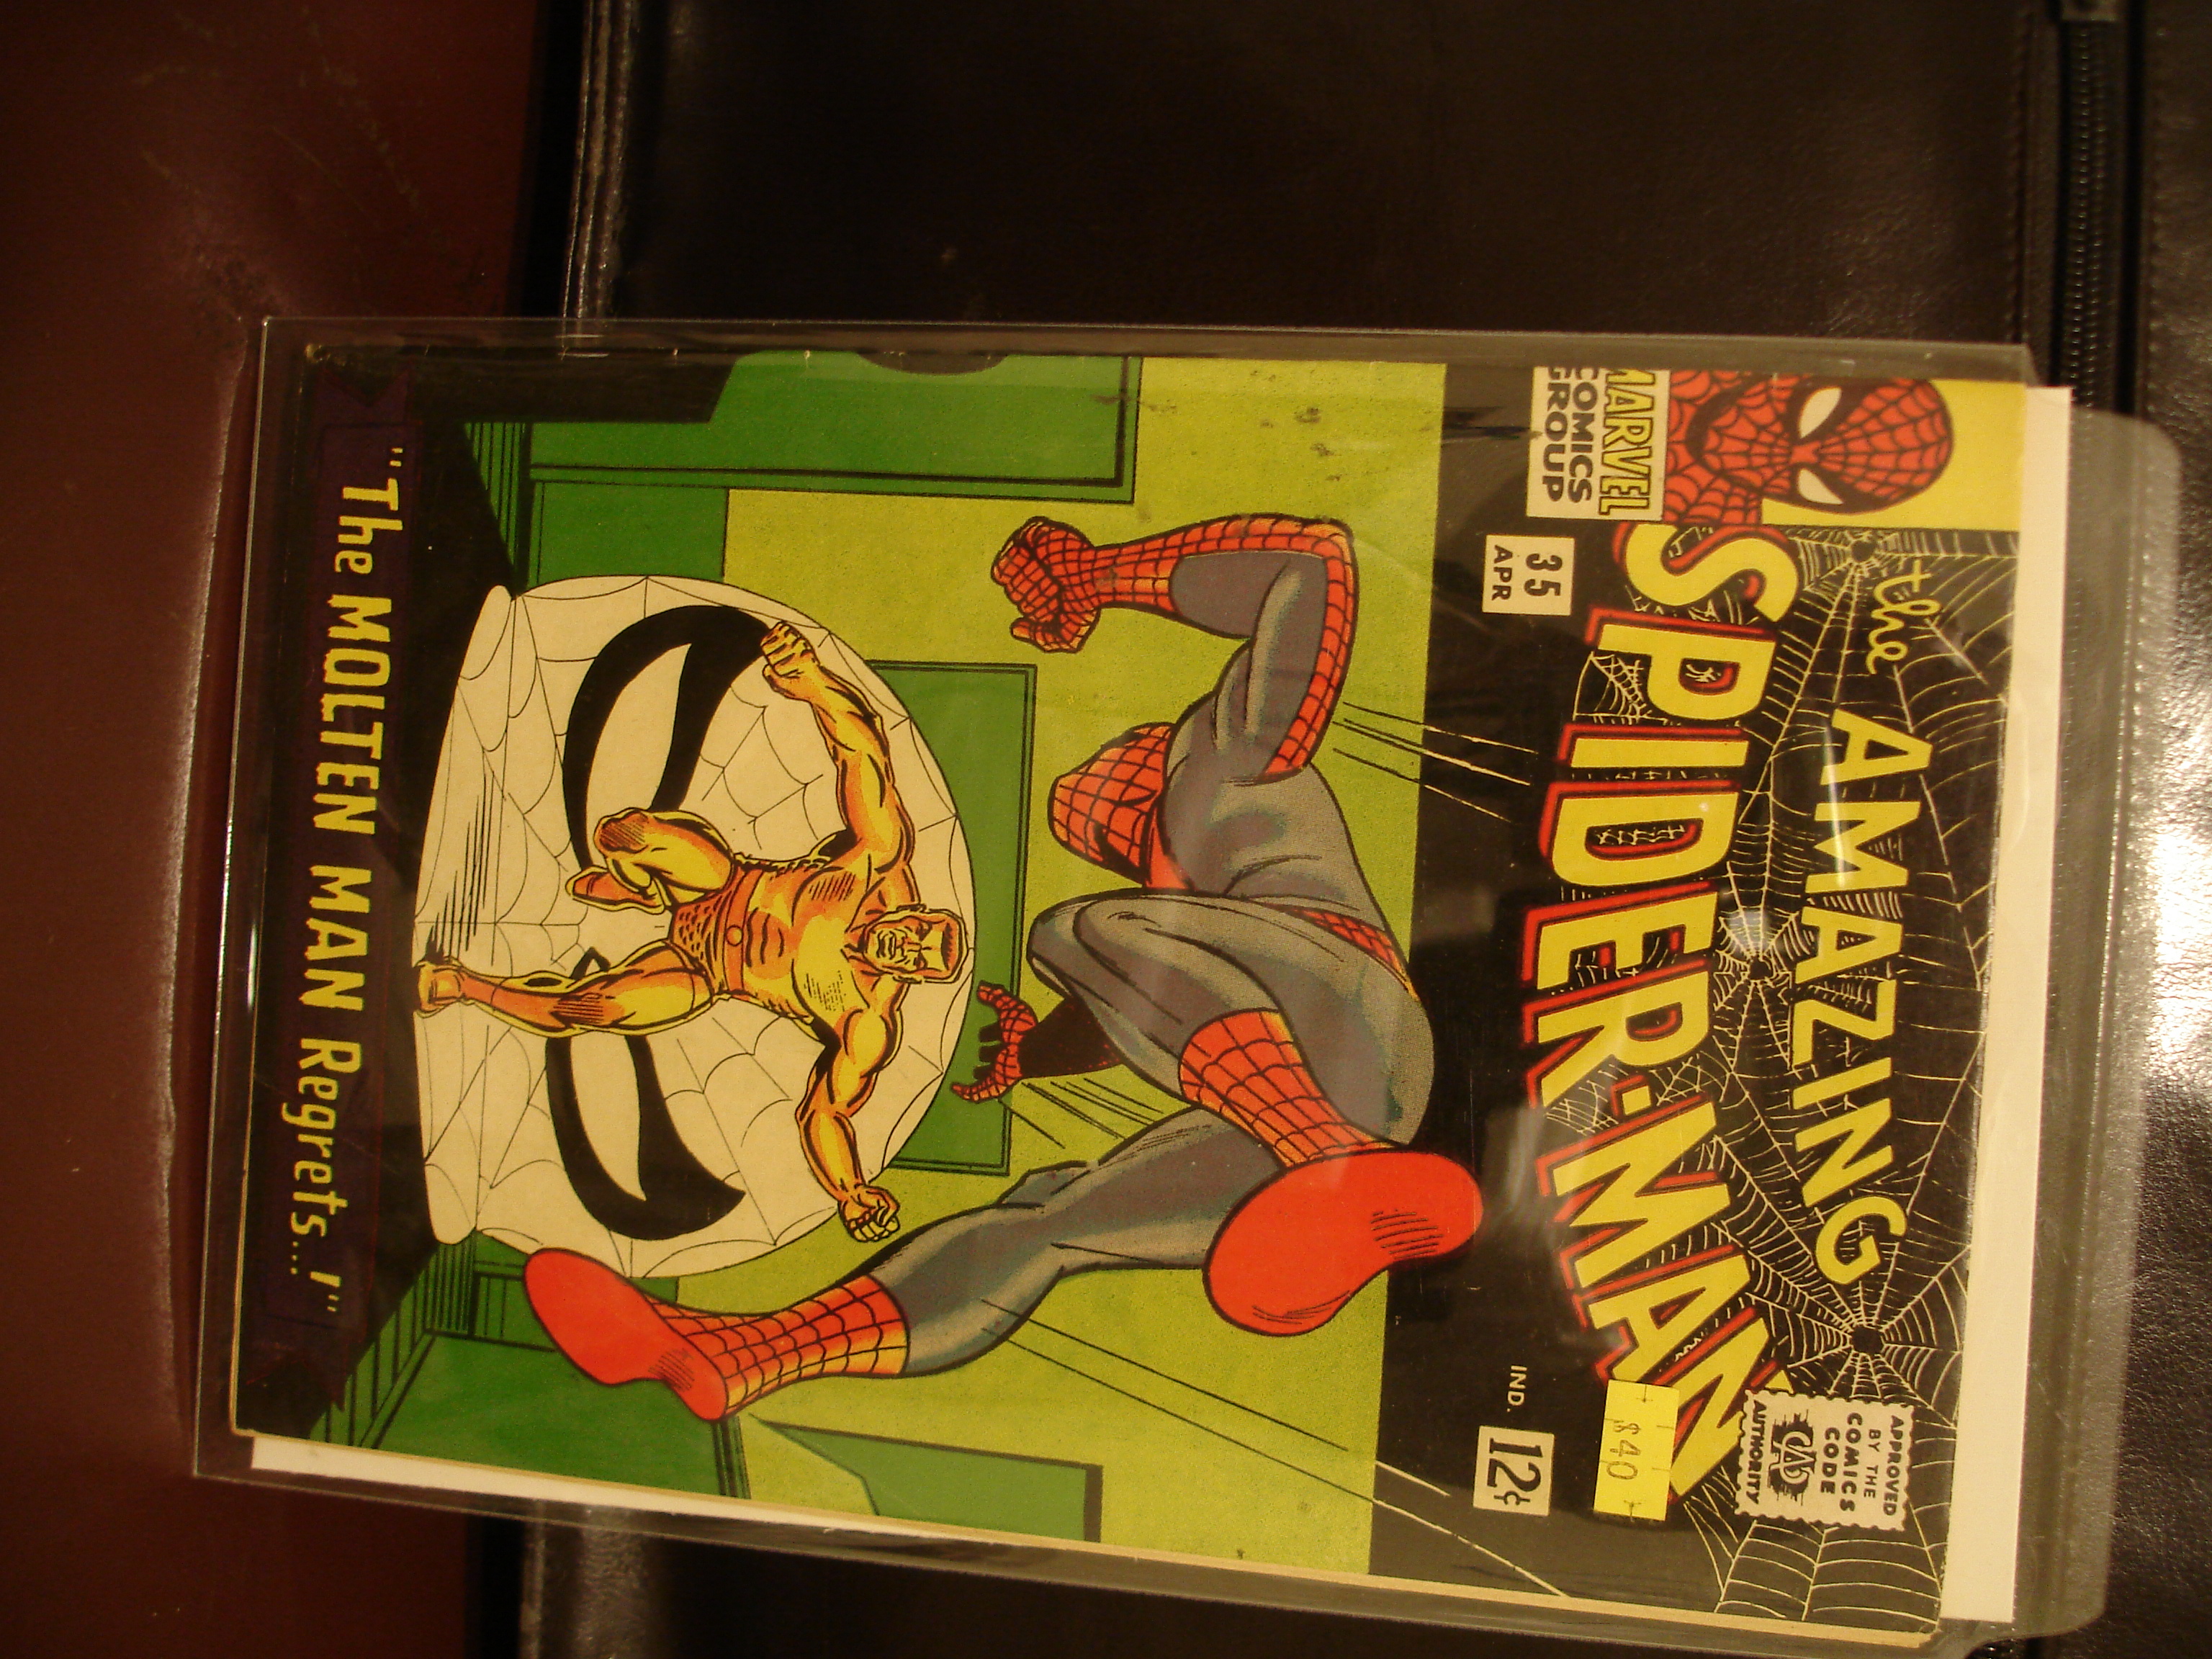 the
AMAZING
SPIDER-MAN
MARVEL
COMICS
GROUP
35
APR
APPROVED
BY THE
COMICS
CODE
CA
AUTHORITY
$40
IND.
12¢
"The MOLTEN MAN Regrets...!"